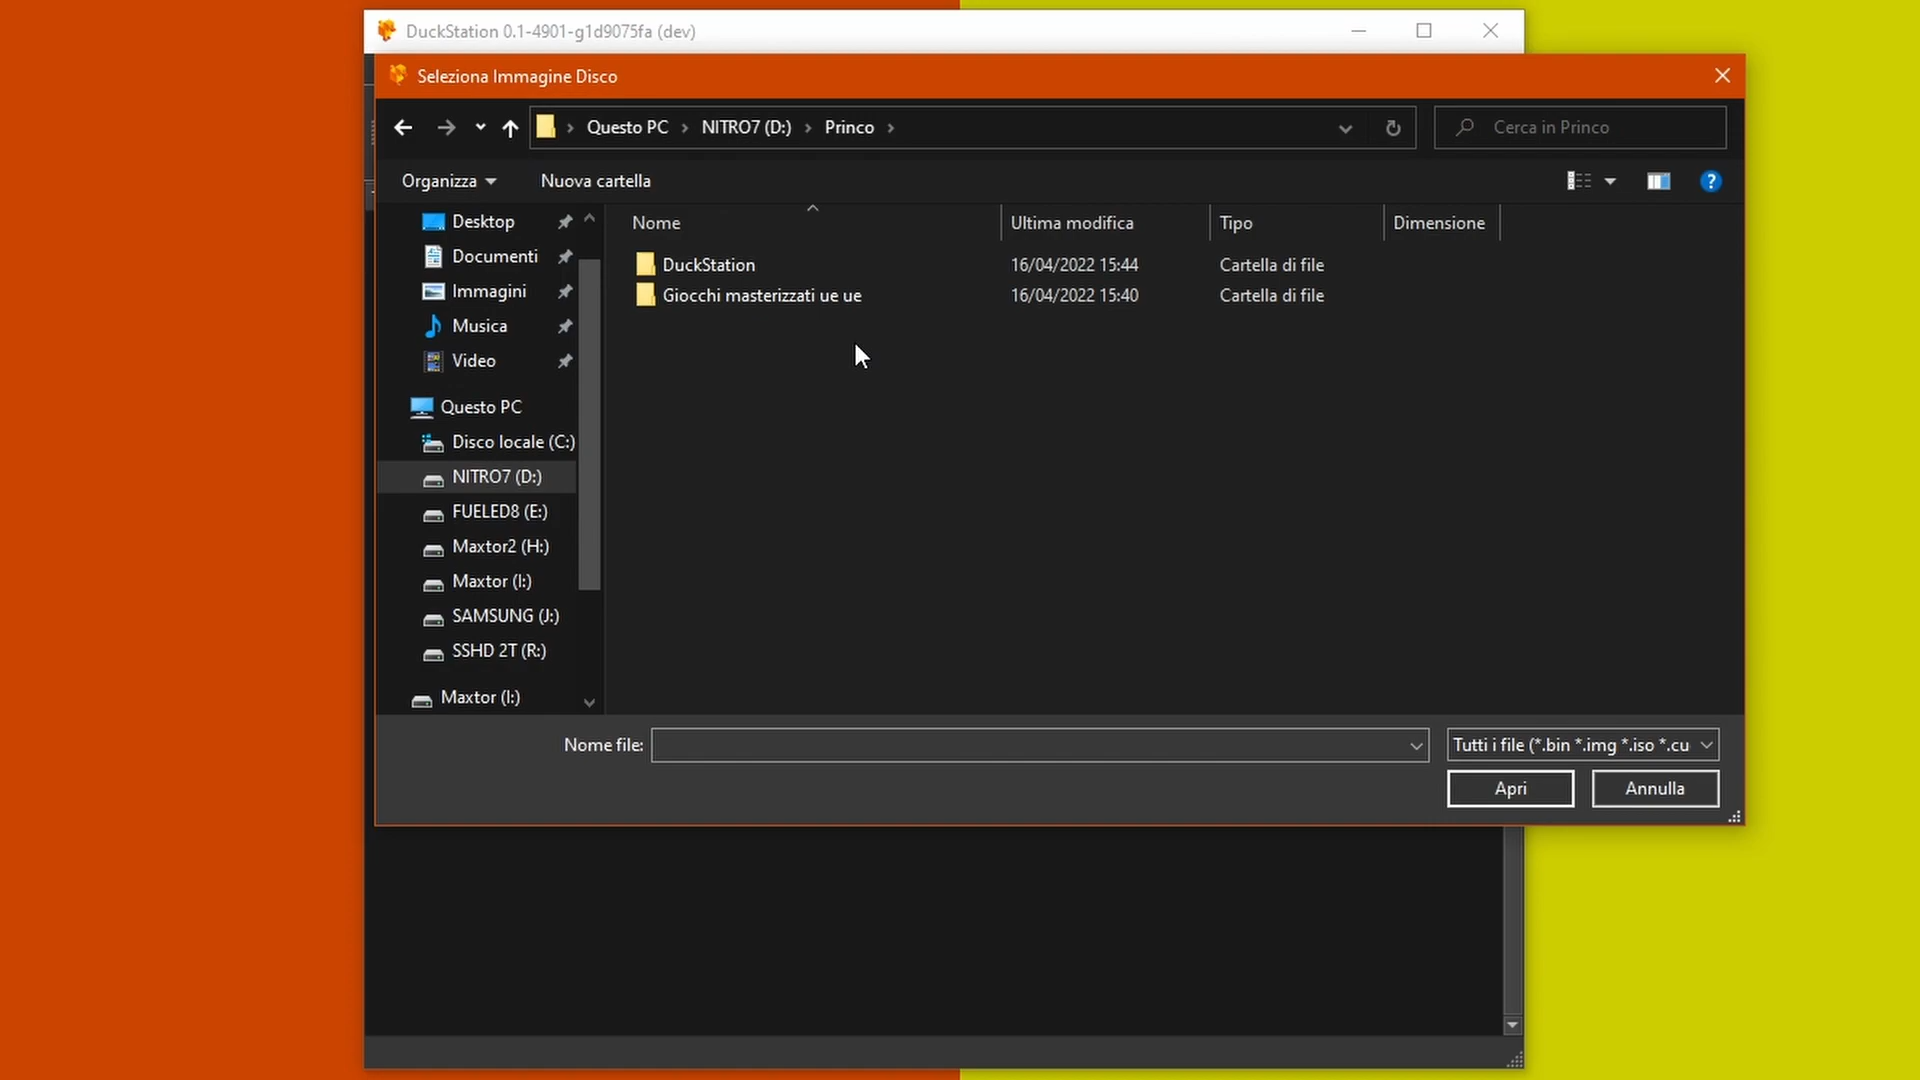 DuckStation 0.1-4901-g1d9075fa (dev)
Seleziona Immagine Disco
Questo PC > NITRO7 (D:) > Princo >
Cerca in Princo
Organizza
Nuova cartella
Nome
Ultima modifica
Tipo
Dimensione
DuckStation 16/04/2022 15:44 Cartella di file
Giocchi masterizzati ue ue 16/04/2022 15:40 Cartella di file
Desktop
Documenti
Immagini
Musica
Video
Questo PC
Disco locale (C:)
NITRO7 (D:)
FUELED8 (E:)
Maxtor2 (H:)
Maxtor (I:)
SAMSUNG (J:)
SSHD 2T (R:)
Maxtor (I:)
Nome file:
Tutti i file (*.bin *.img *.iso *.cu
Apri
Annulla